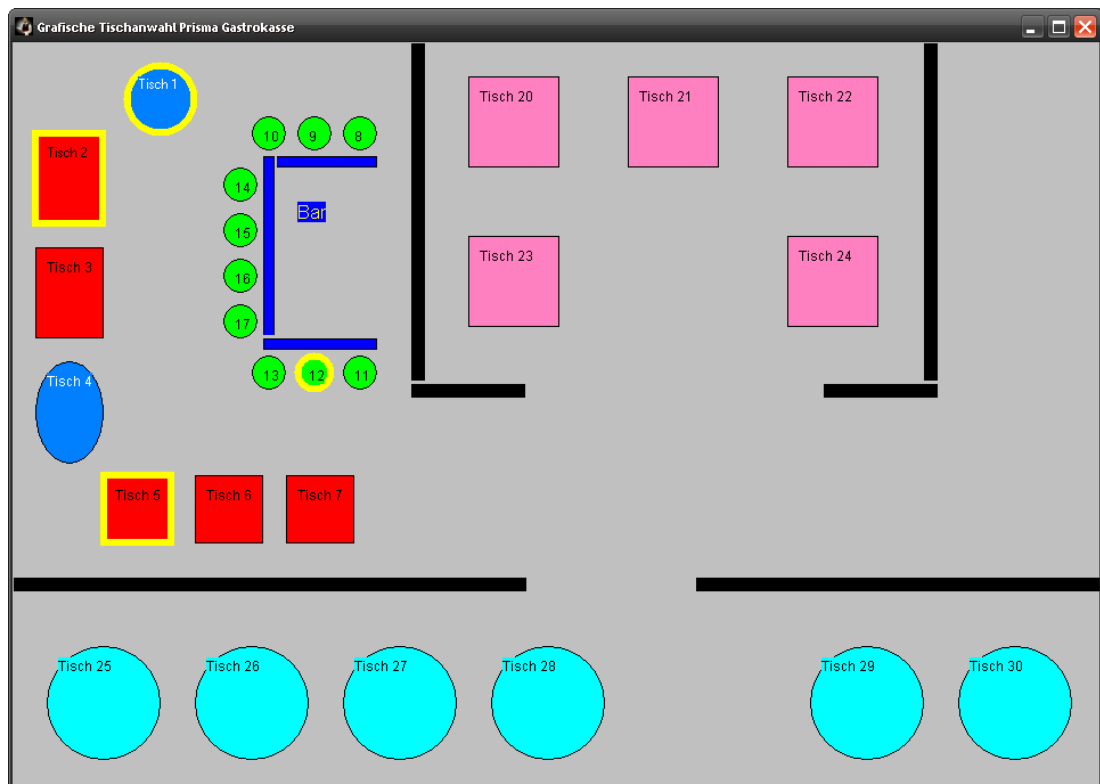 Grafische Tischanwahl Prisma Gastrokasse
Tisch 1
Tisch 20
Tisch 21
Tisch 22
10
9
8
Tisch 2
14
Bar
15
Tisch 3
16
Tisch 23
Tisch 24
17
Tisch 4
13
12
11
Tisch 5
Tisch 6
Tisch 7
Tisch 25
Tisch 26
Tisch 27
Tisch 28
Tisch 29
Tisch 30